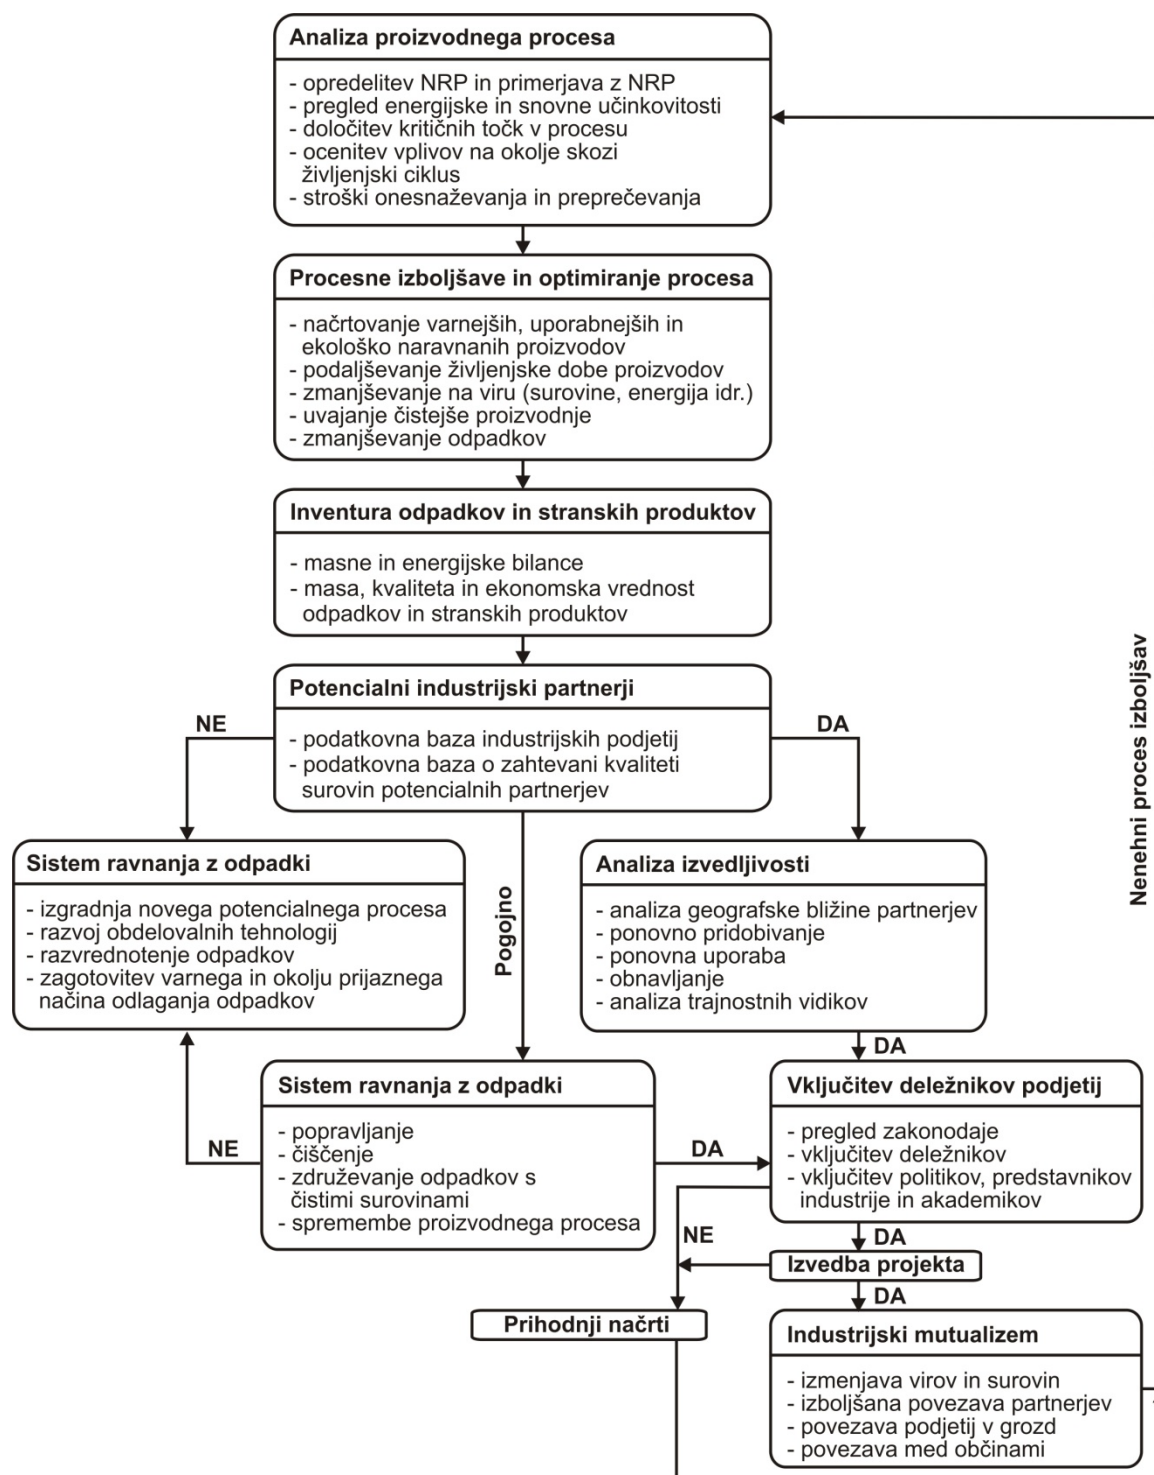 Analiza proizvodnega procesa
- opredelitev NRP in primerjava z NRP
- pregled energijske in snovne učinkovitosti
- določitev kritičnih točk v procesu
- ocenitev vplivov na okolje skozi
življenjski ciklus
- stroški onesnaževanja in preprečevanja
Procesne izboljšave in optimiranje procesa
- načrtovanje varnejših, uporabnejših in
ekološko naravnanih proizvodov
- podaljševanje življenjske dobe proizvodov
- zmanjševanje na viru (surovine, energija idr.)
- uvajanje čistejše proizvodnje
- zmanjševanje odpadkov
Inventura odpadkov in stranskih produktov
- masne in energijske bilance
- masa, kvaliteta in ekonomska vrednost
odpadkov in stranskih produktov
Potencialni industrijski partnerji
- podatkovna baza industrijskih podjetij
- podatkovna baza o zahtevani kvaliteti
surovin potencialnih partnerjev
NE
DA
Pogojno
Nenehni proces izboljšav
Sistem ravnanja z odpadki
- izgradnja novega potencialnega procesa
- razvoj obdelovalnih tehnologij
- razvrednotenje odpadkov
- zagotovitev varnega in okolju prijaznega
načina odlaganja odpadkov
Analiza izvedljivosti
- analiza geografske bližine partnerjev
- ponovno pridobivanje
- ponovna uporaba
- obnavljanje
- analiza trajnostnih vidikov
DA
Sistem ravnanja z odpadki
- popravljanje
- čiščenje
- združevanje odpadkov s
čistimi surovinami
- spremembe proizvodnega procesa
NE
DA
Vključitev deležnikov podjetij
- pregled zakonodaje
- vključitev deležnikov
- vključitev politikov, predstavnikov
industrije in akademikov
NE
DA
Izvedba projekta
DA
Prihodnji načrti
Industrijski mutualizem
- izmenjava virov in surovin
- izboljšana povezava partnerjev
- povezava podjetij v grozd
- povezava med občinami